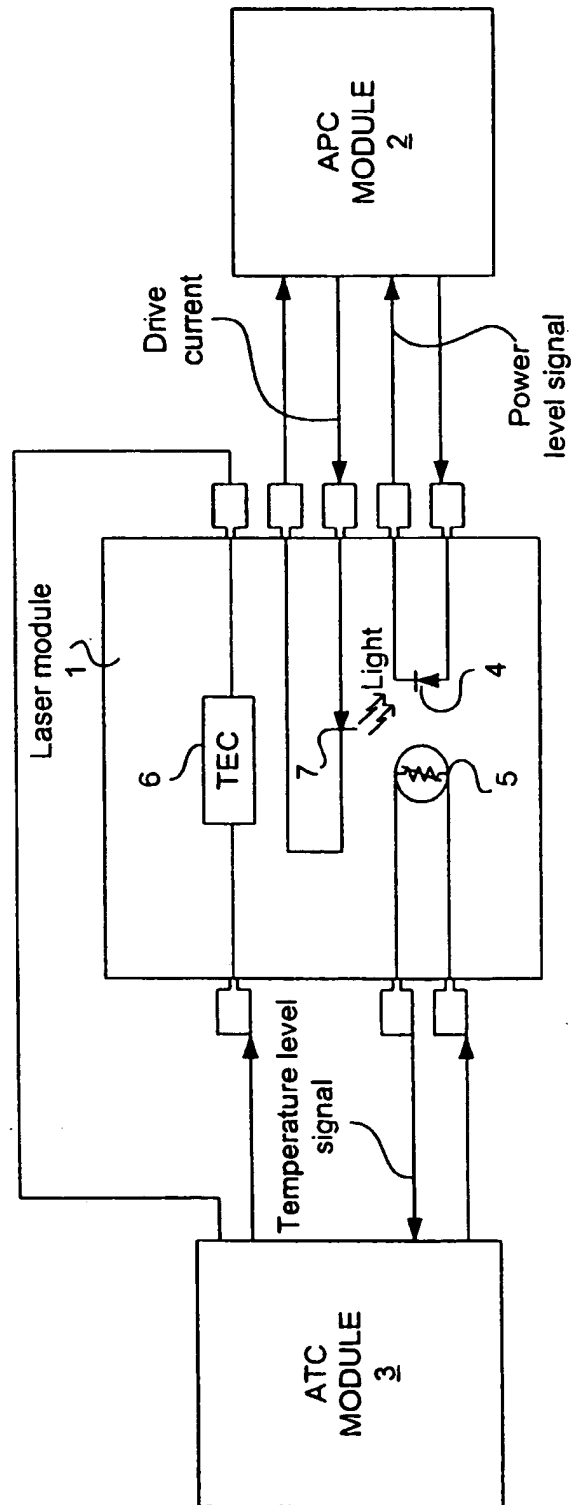 Laser module
1
6
TEC
7
Light
4
5
Drive
current
Power
level signal
APC
MODULE
2
Temperature level
signal
ATC
MODULE
3